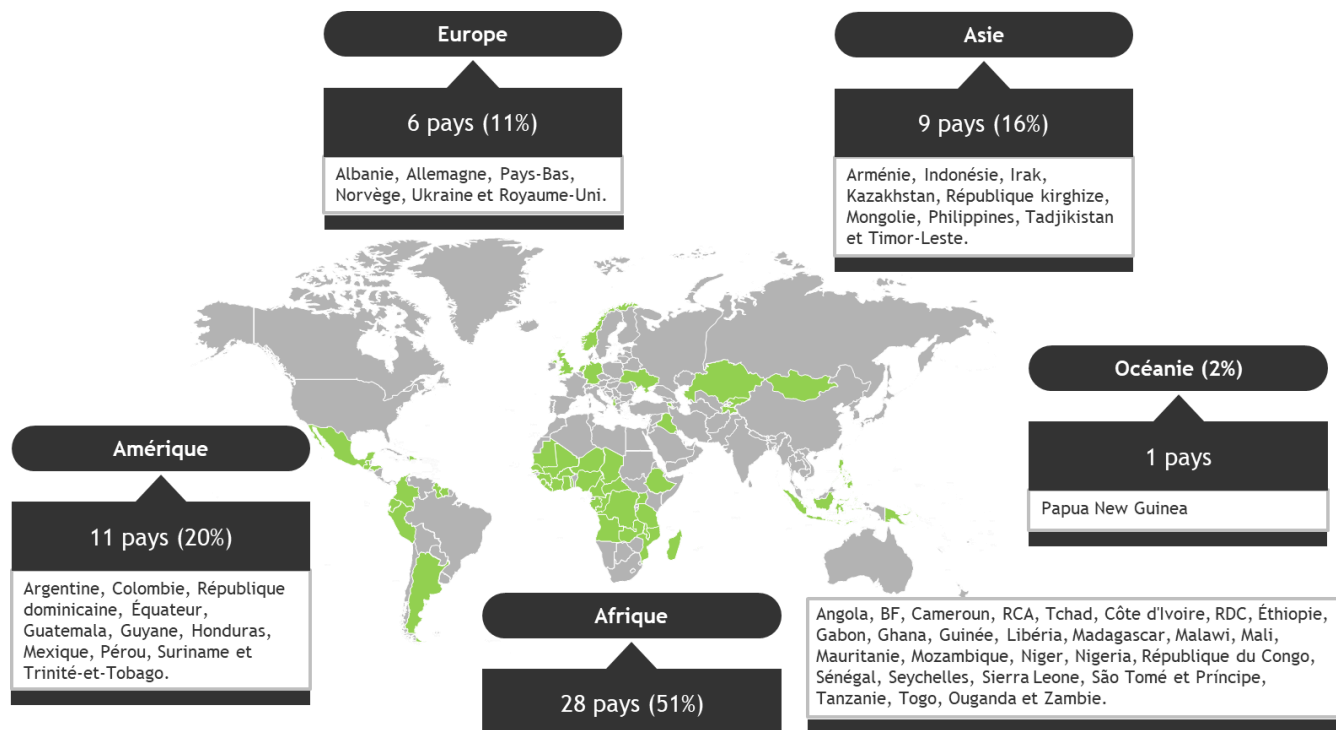 Europe
6 pays (11%)
Albanie, Allemagne, Pays-Bas,
Norvège, Ukraine et Royaume-Uni.
Asie
9 pays (16%)
Arménie, Indonésie, Irak,
Kazakhstan, République kirghize,
Mongolie, Philippines, Tadjikistan
et Timor-Leste.
Océanie (2%)
1 pays
Papua New Guinea
Amérique
11 pays (20%)
Argentine, Colombie, République
dominicaine, Équateur,
Guatemala, Guyane, Honduras,
Mexique, Pérou, Suriname et
Trinité-et-Tobago.
Afrique
28 pays (51%)
Angola, BF, Cameroun, RCA, Tchad, Côte d'Ivoire, RDC, Éthiopie,
Gabon, Ghana, Guinée, Libéria, Madagascar, Malawi, Mali,
Mauritanie, Mozambique, Niger, Nigeria, République du Congo,
Sénégal, Seychelles, Sierra Leone, São Tomé et Príncipe,
Tanzanie, Togo, Ouganda et Zambie.